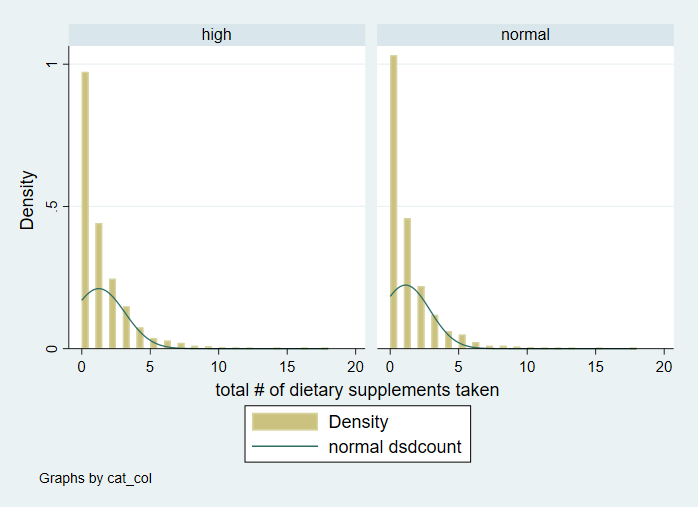 high
normal
Density
1
.5
0
0 5 10 15 20
0 5 10 15 20
total # of dietary supplements taken
Density
normal dsdcount
Graphs by cat_col